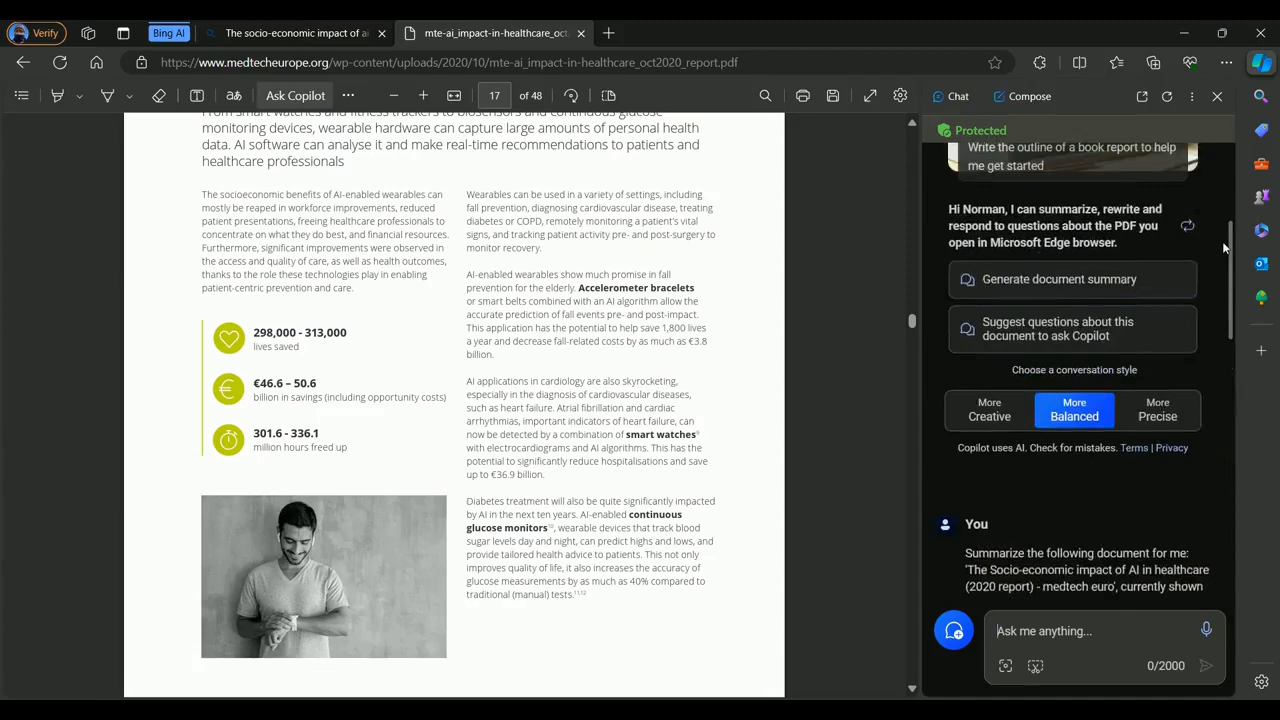 Verify
Bing AI
The socio-economic impact of ai
mte-ai_impact-in-healthcare_oct
https://www.medtecheurope.org/wp-content/uploads/2020/10/mte-ai_impact-in-healthcare_oct2020_report.pdf
Ask Copilot
17 of 48
From smart watches and fitness trackers to biosensors and continuous glucose
monitoring devices, wearable hardware can capture large amounts of personal health
data. AI software can analyse it and make real-time recommendations to patients and
healthcare professionals
The socioeconomic benefits of AI-enabled wearables can
mostly be reaped in workforce improvements, reduced
patient presentations, freeing healthcare professionals to
concentrate on what they do best, and financial resources.
Furthermore, significant improvements were observed in
the access and quality of care, as well as health outcomes,
thanks to the role these technologies play in enabling
patient-centric prevention and care.
298,000 - 313,000
lives saved
€46.6 – 50.6
billion in savings (including opportunity costs)
301.6 - 336.1
million hours freed up
Wearables can be used in a variety of settings, including
fall prevention, diagnosing cardiovascular disease, treating
diabetes or COPD, remotely monitoring a patient's vital
signs, and tracking patient activity pre- and post-surgery to
monitor recovery.
AI-enabled wearables show much promise in fall
prevention for the elderly. Accelerometer bracelets
or smart belts combined with an AI algorithm allow the
accurate prediction of fall events pre- and post-impact.
This application has the potential to help save 1,800 lives
a year and decrease fall-related costs by as much as €3.8
billion.
AI applications in cardiology are also skyrocketing,
especially in the diagnosis of cardiovascular diseases,
such as heart failure. Atrial fibrillation and cardiac
arrhythmias, important indicators of heart failure, can
now be detected by a combination of smart watches
with electrocardiograms and AI algorithms. This has the
potential to significantly reduce hospitalisations and save
up to €36.9 billion.
Diabetes treatment will also be quite significantly impacted
by AI in the next ten years. AI-enabled continuous
glucose monitors¹⁰, wearable devices that track blood
sugar levels day and night, can predict highs and lows, and
provide tailored health advice to patients. This not only
improves quality of life, it also increases the accuracy of
glucose measurements by as much as 40% compared to
traditional (manual) tests.¹¹,¹²
Chat
Compose
Protected
Write the outline of a book report to help
me get started
Hi Norman, I can summarize, rewrite and
respond to questions about the PDF you
open in Microsoft Edge browser.
Generate document summary
Suggest questions about this
document to ask Copilot
Choose a conversation style
More Creative
More Balanced
More Precise
Copilot uses AI. Check for mistakes. Terms | Privacy
You
Summarize the following document for me:
'The Socio-economic impact of AI in healthcare
(2020 report) - medtech euro', currently shown
Ask me anything...
0/2000